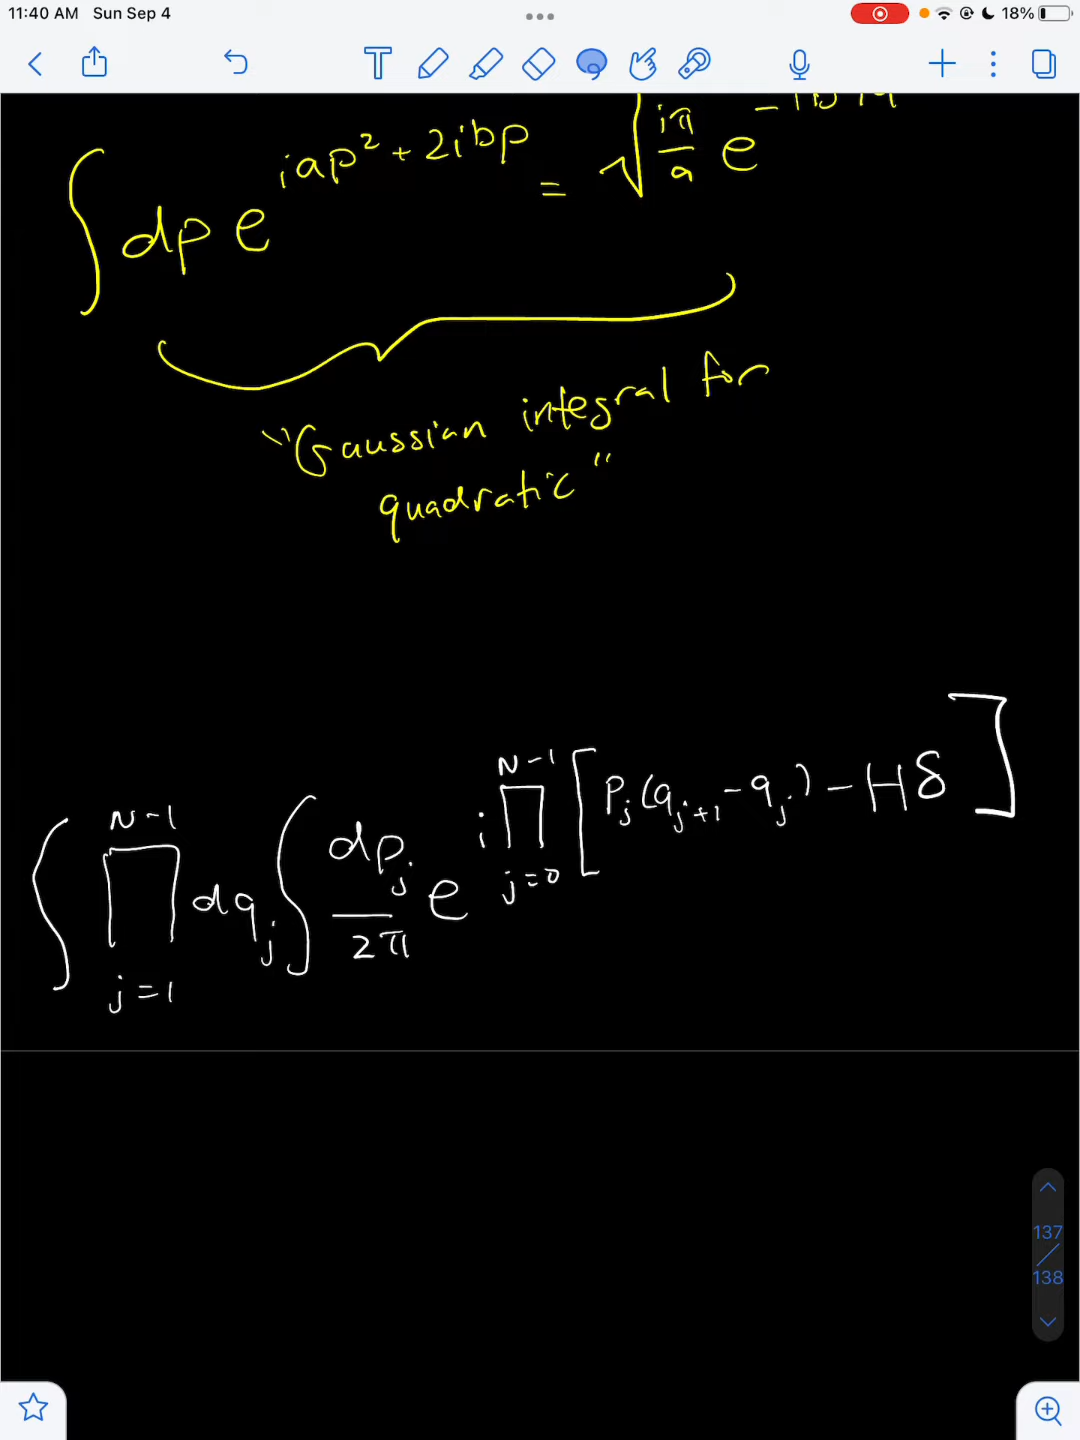 11:40 AM Sun Sep 4
18%
∫ dp e^{iap² + 2ibp} = √(iπ/a) e
"Gaussian integral for
quadratic"
∫ ∏_{j=1}^{N-1} dq_j ∫ dp_j/2π e^{i ∏_{j=0}^{N-1} [P_j(q_{j+1} - q_j) - Hδ]}
137
/
138